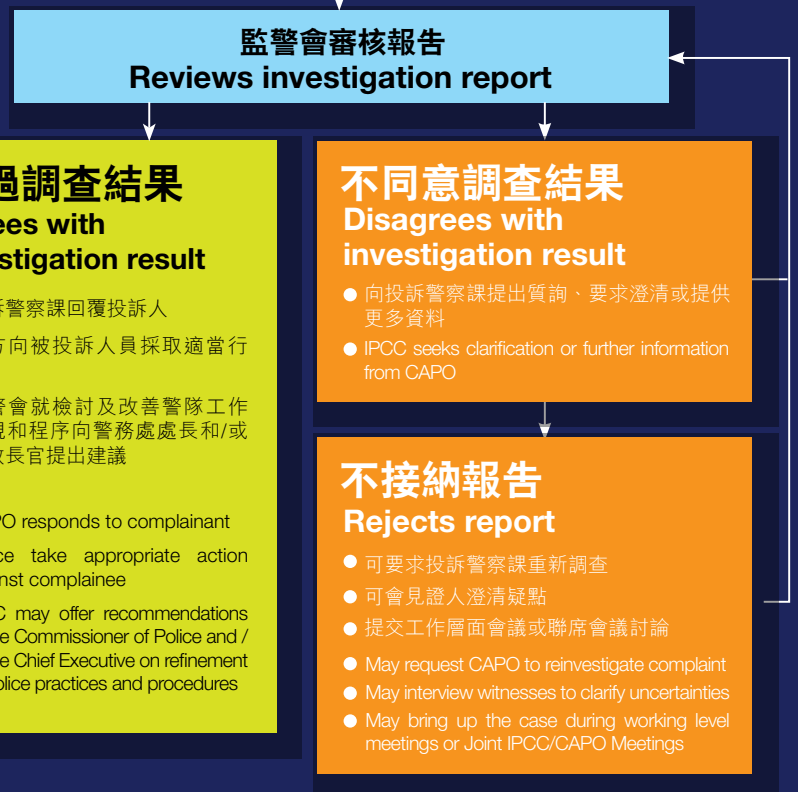 監警會審核報告
Reviews investigation report
過調查結果
ees with
stigation result
訴警察課回覆投訴人
方向被投訴人員採取適當行
警會就檢討及改善警隊工作
規和程序向警務處處長和/或
政長官提出建議
PO responds to complainant
ce take appropriate action
nst complainee
C may offer recommendations
e Commissioner of Police and /
e Chief Executive on refinement
olice practices and procedures
不同意調查結果
Disagrees with
investigation result
● 向投訴警察課提出質詢、要求澄清或提供
更多資料
● IPCC seeks clarification or further information
from CAPO
不接納報告
Rejects report
● 可要求投訴警察課重新調查
● 可會見證人澄清疑點
● 提交工作層面會議或聯席會議討論
● May request CAPO to reinvestigate complaint
● May interview witnesses to clarify uncertainties
● May bring up the case during working level
meetings or Joint IPCC/CAPO Meetings